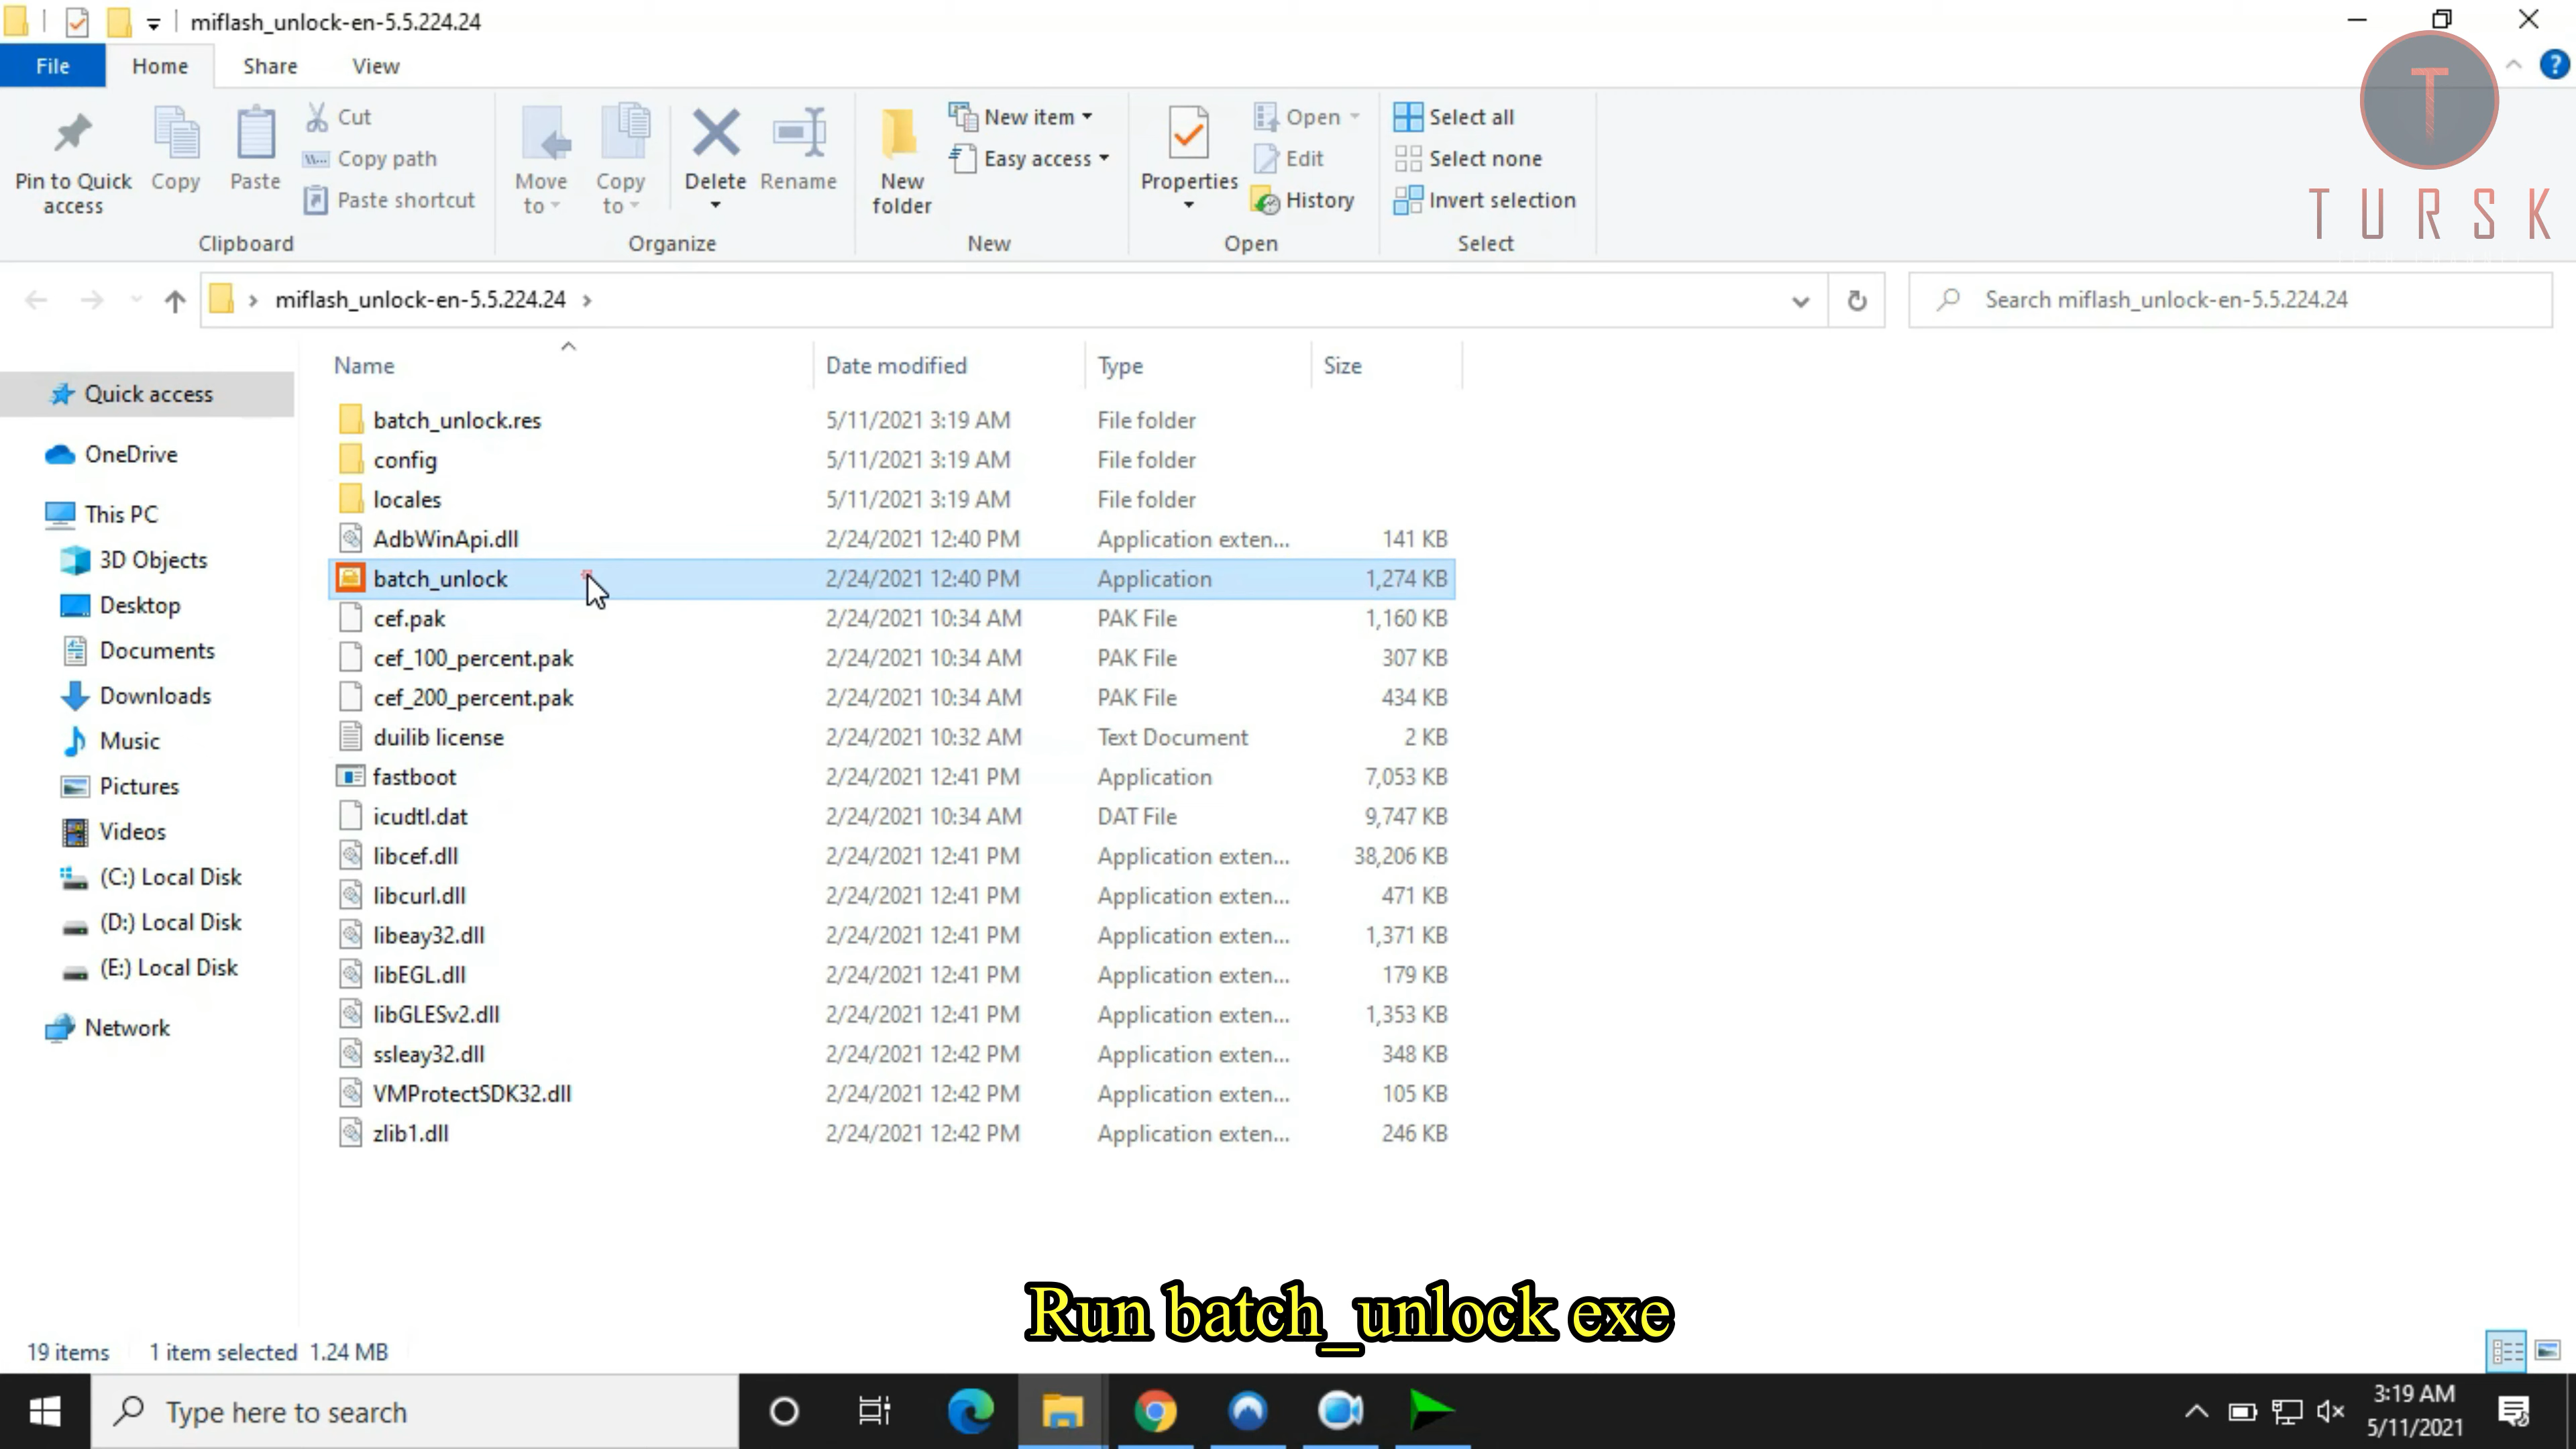 miflash_unlock-en-5.5.224.24
File Home Share View
Pin to Quick access
Copy
Paste
Cut
Copy path
Paste shortcut
Clipboard
Move to
Copy to
Delete
Rename
Organize
New folder
New item
Easy access
New
Properties
Open
Edit
History
Open
Select all
Select none
Invert selection
Select
T
TURSK
miflash_unlock-en-5.5.224.24
Search miflash_unlock-en-5.5.224.24
Quick access
OneDrive
This PC
3D Objects
Desktop
Documents
Downloads
Music
Pictures
Videos
(C:) Local Disk
(D:) Local Disk
(E:) Local Disk
Network
Name Date modified Type Size
batch_unlock.res 5/11/2021 3:19 AM File folder
config 5/11/2021 3:19 AM File folder
locales 5/11/2021 3:19 AM File folder
AdbWinApi.dll 2/24/2021 12:40 PM Application exten... 141 KB
batch_unlock 2/24/2021 12:40 PM Application 1,274 KB
cef.pak 2/24/2021 10:34 AM PAK File 1,160 KB
cef_100_percent.pak 2/24/2021 10:34 AM PAK File 307 KB
cef_200_percent.pak 2/24/2021 10:34 AM PAK File 434 KB
duilib license 2/24/2021 10:32 AM Text Document 2 KB
fastboot 2/24/2021 12:41 PM Application 7,053 KB
icudtl.dat 2/24/2021 10:34 AM DAT File 9,747 KB
libcef.dll 2/24/2021 12:41 PM Application exten... 38,206 KB
libcurl.dll 2/24/2021 12:41 PM Application exten... 471 KB
libeay32.dll 2/24/2021 12:41 PM Application exten... 1,371 KB
libEGL.dll 2/24/2021 12:41 PM Application exten... 179 KB
libGLESv2.dll 2/24/2021 12:41 PM Application exten... 1,353 KB
ssleay32.dll 2/24/2021 12:42 PM Application exten... 348 KB
VMProtectSDK32.dll 2/24/2021 12:42 PM Application exten... 105 KB
zlib1.dll 2/24/2021 12:42 PM Application exten... 246 KB
Run batch_unlock exe
19 items 1 item selected 1.24 MB
Type here to search
3:19 AM
5/11/2021